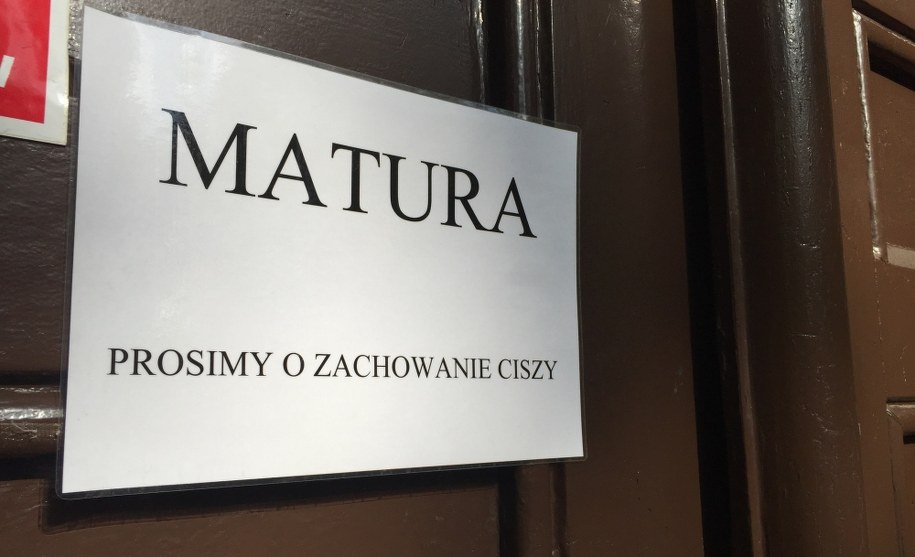 MATURA
PROSIMY O ZACHOWANIE CISZY